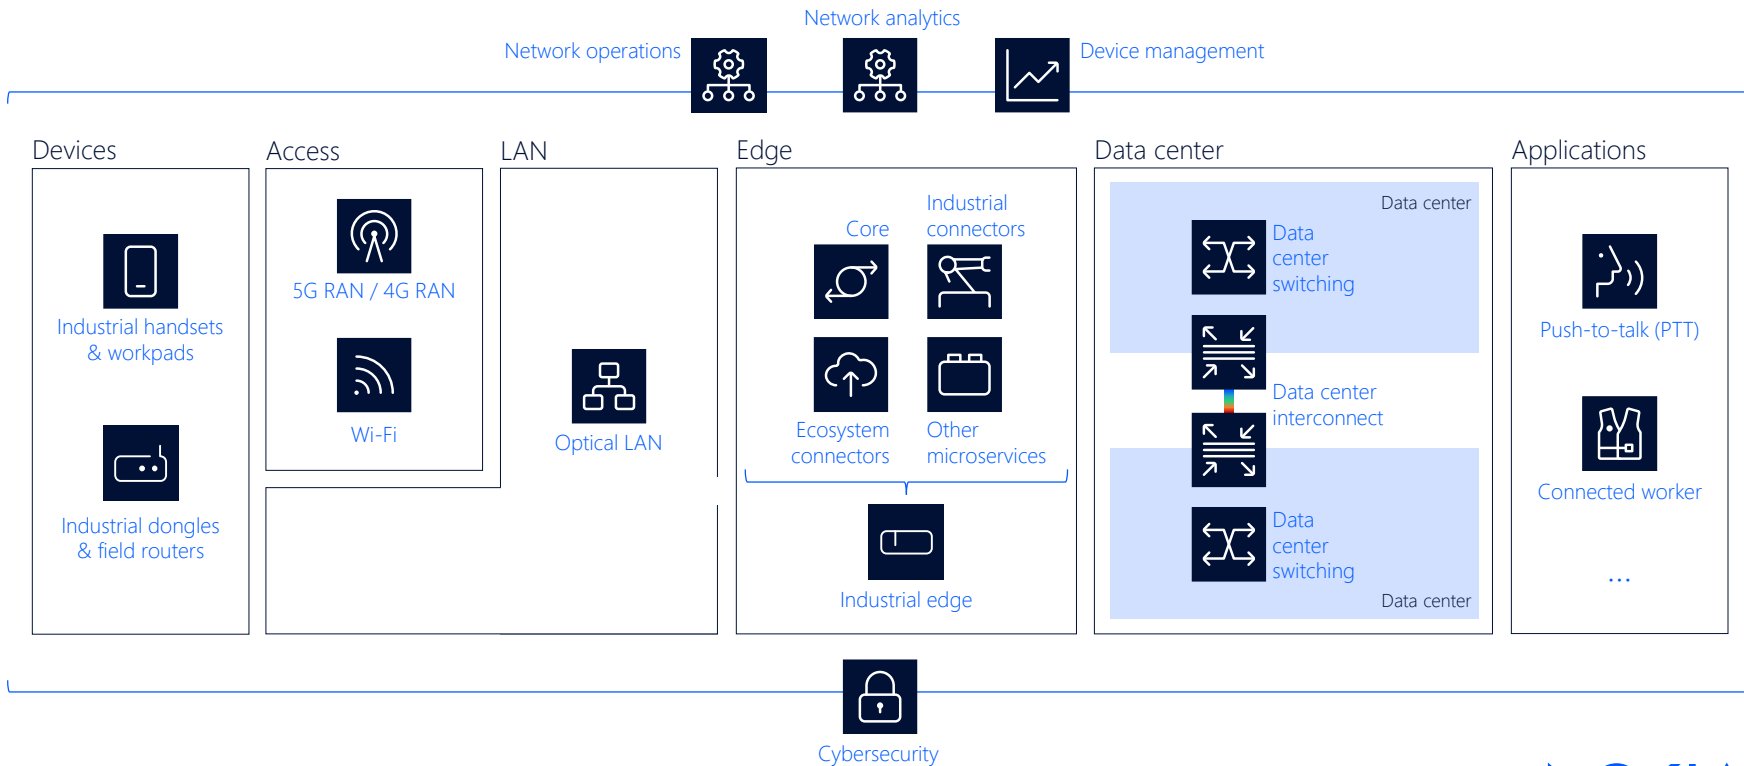 Network analytics
Network operations
Device management
Devices
Access
LAN
Edge
Data center
Applications
Industrial handsets
& workpads
Industrial dongles
& field routers
5G RAN / 4G RAN
Wi-Fi
Optical LAN
Core
Industrial
connectors
Ecosystem
connectors
Other
microservices
Industrial edge
Data center
Data
center
switching
Data center
interconnect
Data
center
switching
Data center
Push-to-talk (PTT)
Connected worker
...
Cybersecurity